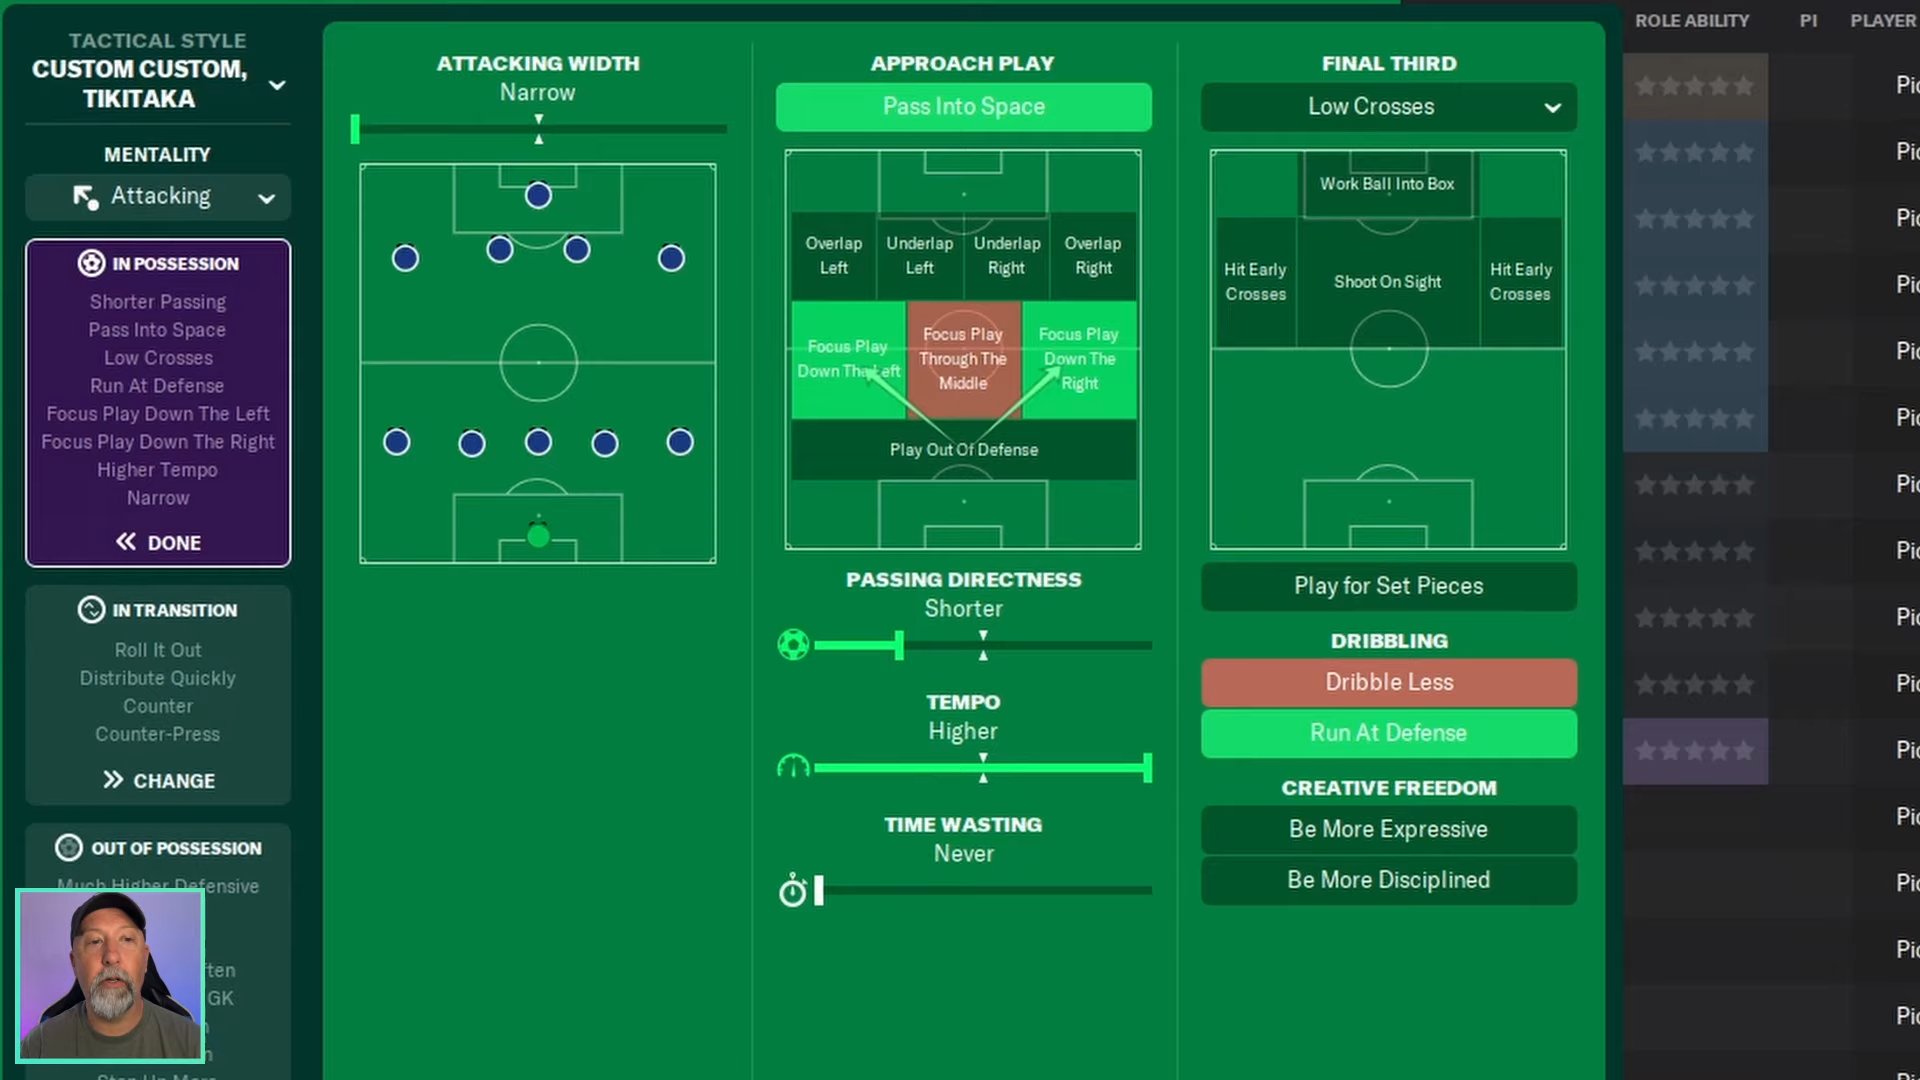 TACTICAL STYLE
CUSTOM CUSTOM,
TIKITAKA
MENTALITY
Attacking
IN POSSESSION
Shorter Passing
Pass Into Space
Low Crosses
Run At Defense
Focus Play Down The Left
Focus Play Down The Right
Higher Tempo
Narrow
DONE
IN TRANSITION
Roll It Out
Distribute Quickly
Counter
Counter-Press
CHANGE
OUT OF POSSESSION
Much Higher Defensive
GK
ATTACKING WIDTH
Narrow
APPROACH PLAY
Pass Into Space
Overlap
Left
Underlap
Left
Underlap
Right
Overlap
Right
Focus Play
Down The Left
Focus Play
Through The
Middle
Focus Play
Down The
Right
Play Out Of Defense
PASSING DIRECTNESS
Shorter
TEMPO
Higher
TIME WASTING
Never
FINAL THIRD
Low Crosses
Work Ball Into Box
Hit Early
Crosses
Shoot On Sight
Hit Early
Crosses
Play for Set Pieces
DRIBBLING
Dribble Less
Run At Defense
CREATIVE FREEDOM
Be More Expressive
Be More Disciplined
ROLE ABILITY
PI
PLAYER